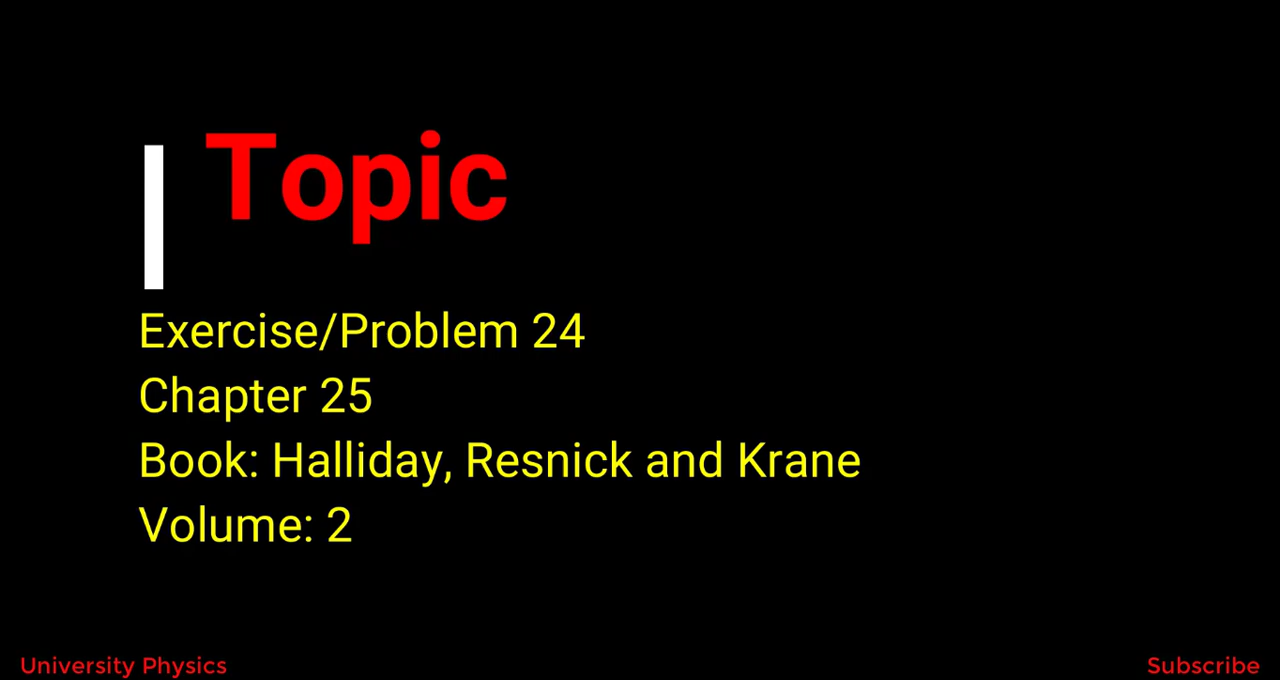 Topic
Exercise/Problem 24
Chapter 25
Book: Halliday, Resnick and Krane
Volume: 2
University Physics
Subscribe